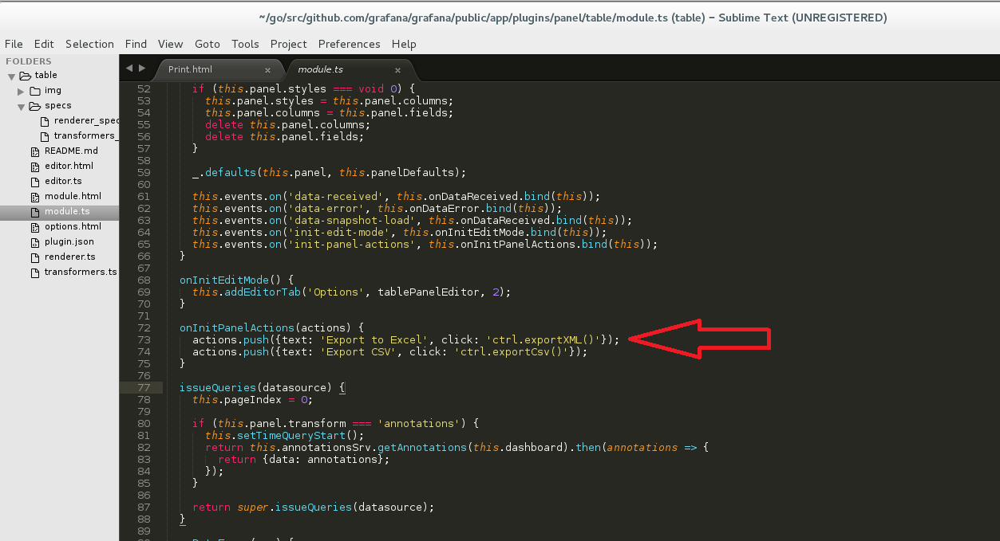 ~/go/src/github.com/grafana/grafana/public/app/plugins/panel/table/module.ts (table) – Sublime Text (UNREGISTERED)
File Edit Selection Find View Goto Tools Project Preferences Help
FOLDERS
table
img
specs
renderer_spec
transformers_
README.md
editor.html
editor.ts
module.html
module.ts
options.html
plugin.json
renderer.ts
transformers.ts
Print.html ×
module.ts ×
52 if (this.panel.styles === void 0) {
53 this.panel.styles = this.panel.columns;
54 this.panel.columns = this.panel.fields;
55 delete this.panel.columns;
56 delete this.panel.fields;
57 }
58
59 _.defaults(this.panel, this.panelDefaults);
60
61 this.events.on('data-received', this.onDataReceived.bind(this));
62 this.events.on('data-error', this.onDataError.bind(this));
63 this.events.on('data-snapshot-load', this.onDataReceived.bind(this));
64 this.events.on('init-edit-mode', this.onInitEditMode.bind(this));
65 this.events.on('init-panel-actions', this.onInitPanelActions.bind(this));
66 }
67
68 onInitEditMode() {
69 this.addEditorTab('Options', tablePanelEditor, 2);
70 }
71
72 onInitPanelActions(actions) {
73 actions.push({text: 'Export to Excel', click: 'ctrl.exportXML()'});
74 actions.push({text: 'Export CSV', click: 'ctrl.exportCsv()'});
75 }
76
77 issueQueries(datasource) {
78 this.pageIndex = 0;
79
80 if (this.panel.transform === 'annotations') {
81 this.setTimeQueryStart();
82 return this.annotationsSrv.getAnnotations(this.dashboard).then(annotations => {
83 return {data: annotations};
84 });
85 }
86
87 return super.issueQueries(datasource);
88 }
89